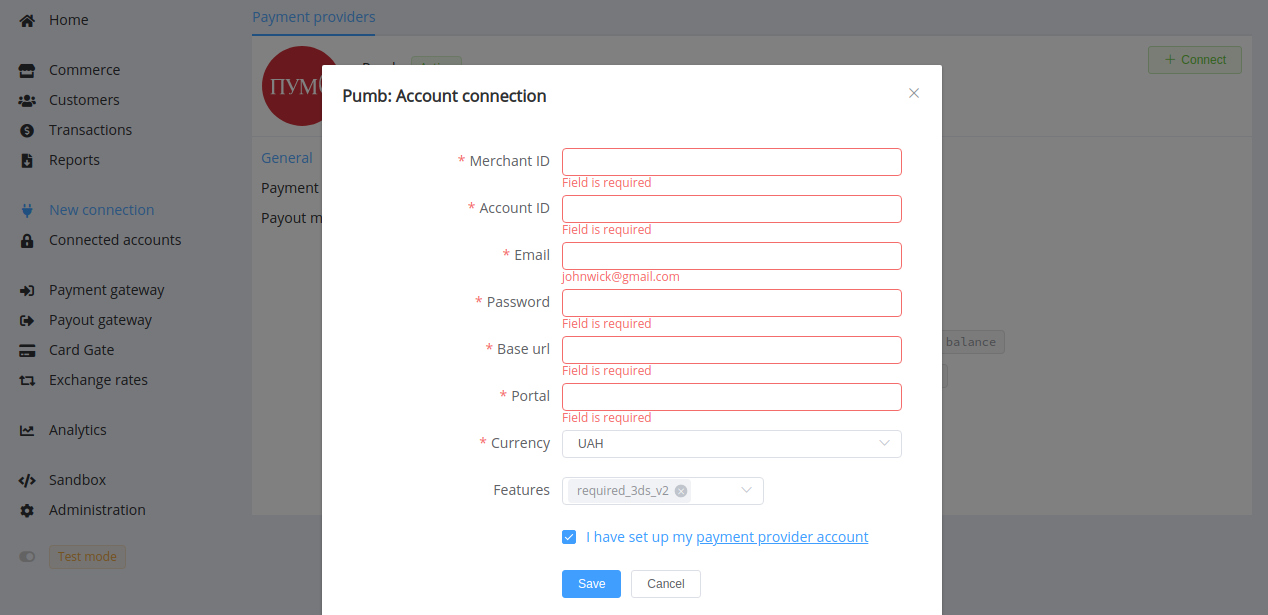 Home
Commerce
Customers
Transactions
Reports
New connection
Connected accounts
Payment gateway
Payout gateway
Card Gate
Exchange rates
Analytics
Sandbox
Administration
Test mode
Payment providers
+ Connect
General
Payment
Payout m
balance
Pumb: Account connection
* Merchant ID
Field is required
* Account ID
Field is required
* Email
johnwick@gmail.com
* Password
Field is required
* Base url
Field is required
* Portal
Field is required
* Currency
UAH
Features
required_3ds_v2
I have set up my payment provider account
Save
Cancel